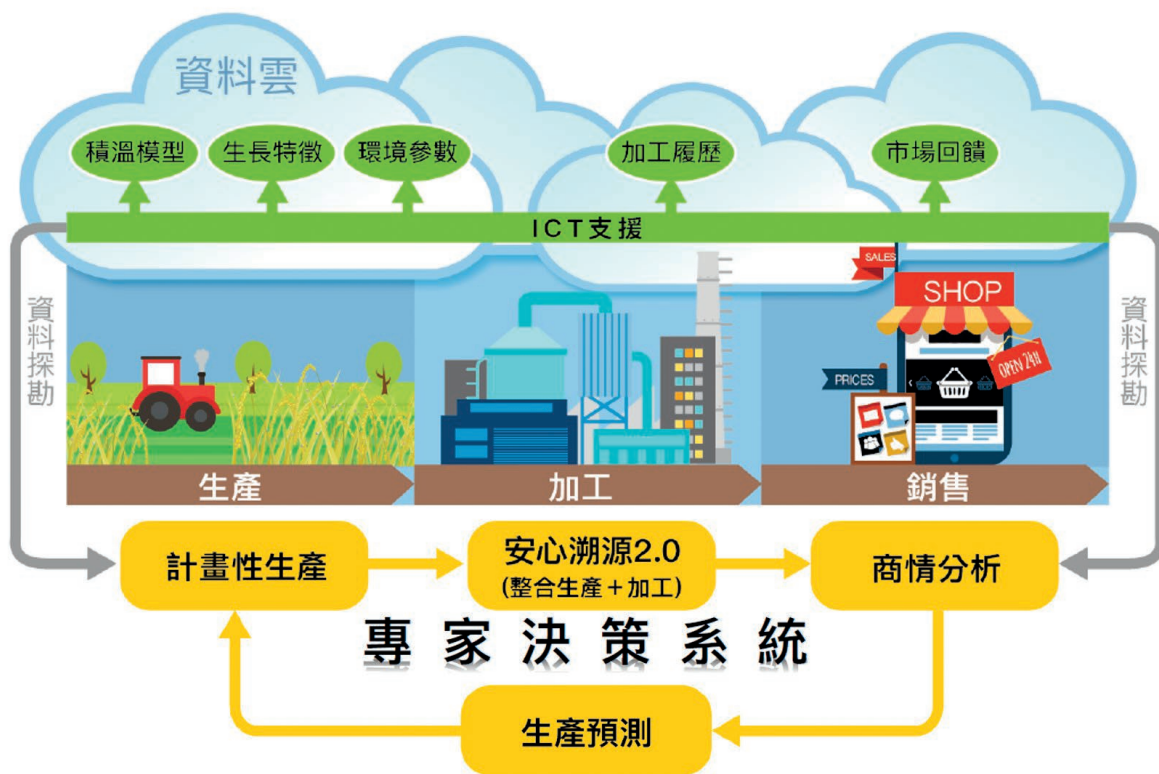 資料雲
積溫模型
生長特徵
環境參數
加工履歷
市場回饋
ICT支援
資料探勘
資料探勘
SALES
SHOP
OPEN 24H
PRICES
生產
加工
銷售
計畫性生產
安心溯源2.0
(整合生產+加工)
商情分析
專家決策系統
生產預測